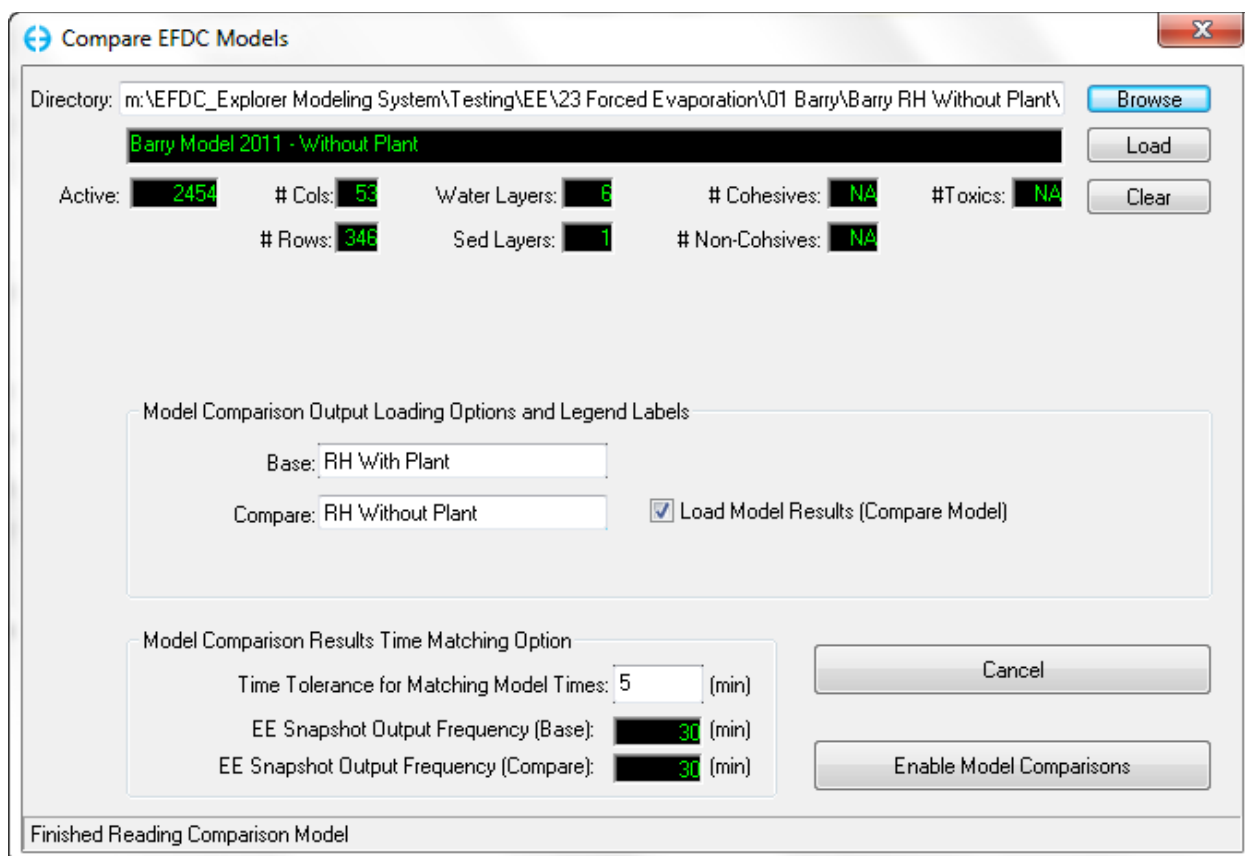 Compare EFDC Models
Directory: m:\EFDC_Explorer Modeling System\Testing\EE\23 Forced Evaporation\01 Barry\Barry RH Without Plant\ Browse
Barry Model 2011 - Without Plant Load
Active: 2454 # Cols: 53 Water Layers: 6 # Cohesives: NA #Toxics: NA Clear
# Rows: 346 Sed Layers: 1 # Non-Cohsives: NA
Model Comparison Output Loading Options and Legend Labels
Base: RH With Plant
Compare: RH Without Plant Load Model Results (Compare Model)
Model Comparison Results Time Matching Option
Time Tolerance for Matching Model Times: 5 (min) Cancel
EE Snapshot Output Frequency (Base): 30 (min)
EE Snapshot Output Frequency (Compare): 30 (min) Enable Model Comparisons
Finished Reading Comparison Model